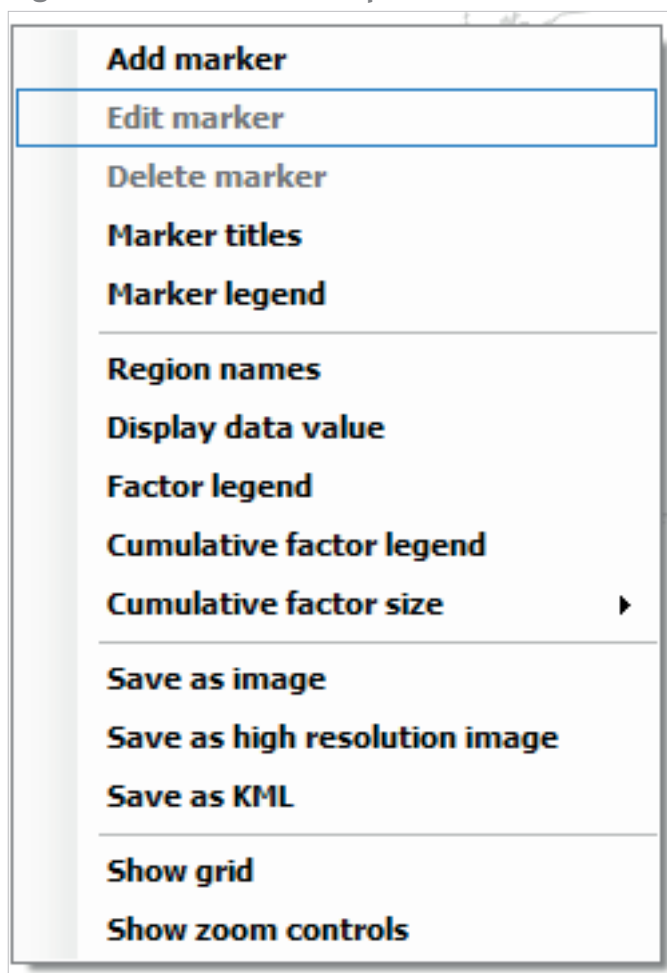 Add marker
Edit marker
Delete marker
Marker titles
Marker legend
Region names
Display data value
Factor legend
Cumulative factor legend
Cumulative factor size
Save as image
Save as high resolution image
Save as KML
Show grid
Show zoom controls